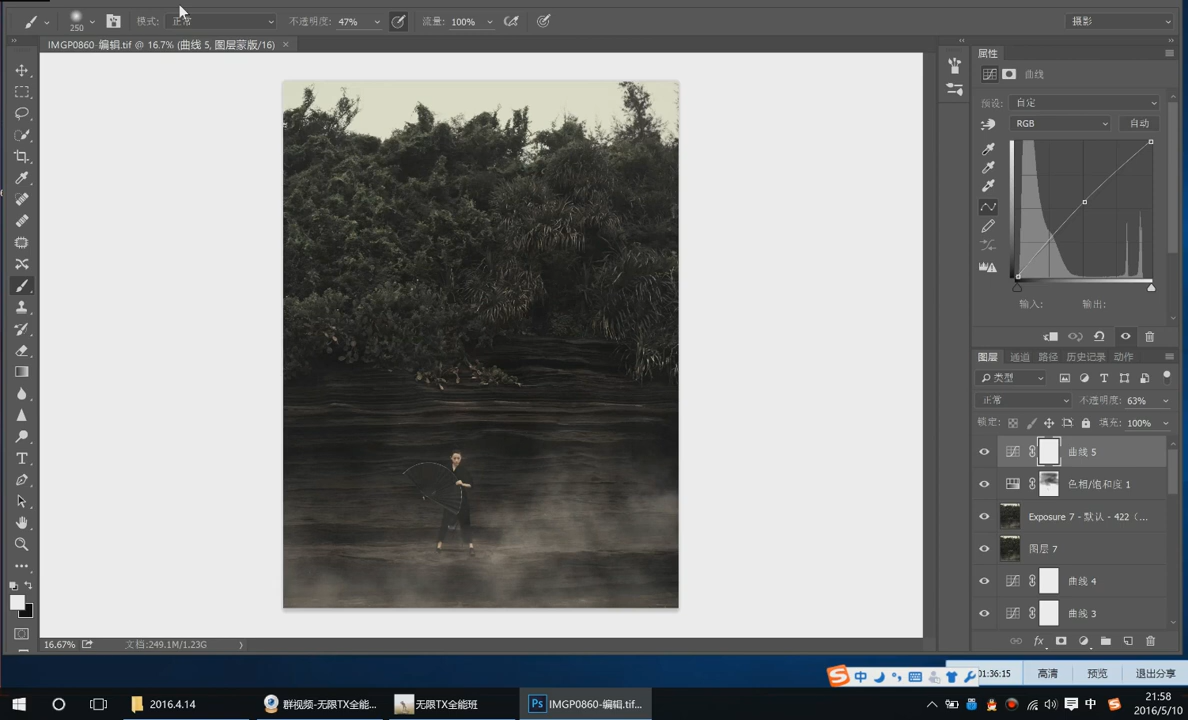 250 模式: 正常 不透明度: 47% 流量: 100% 摄影
IMGP0860-编辑.tif @ 16.7% (曲线 5, 图层蒙版/16) ×
属性
曲线
预设: 自定
RGB 自动
输入: 输出:
图层 通道 路径 历史记录 动作
类型
正常 不透明度: 63%
锁定: 填充: 100%
曲线 5
色相/饱和度 1
Exposure 7 - 默认 - 422（...
图层 7
曲线 4
曲线 3
fx
16.67% 文档:249.1M/1.23G
中 01:36:15 高清 预览 退出分享
2016.4.14 群视频-无限TX全能... 无限TX全能班 Ps IMGP0860-编辑.tif... 中 21:58
2016/5/10